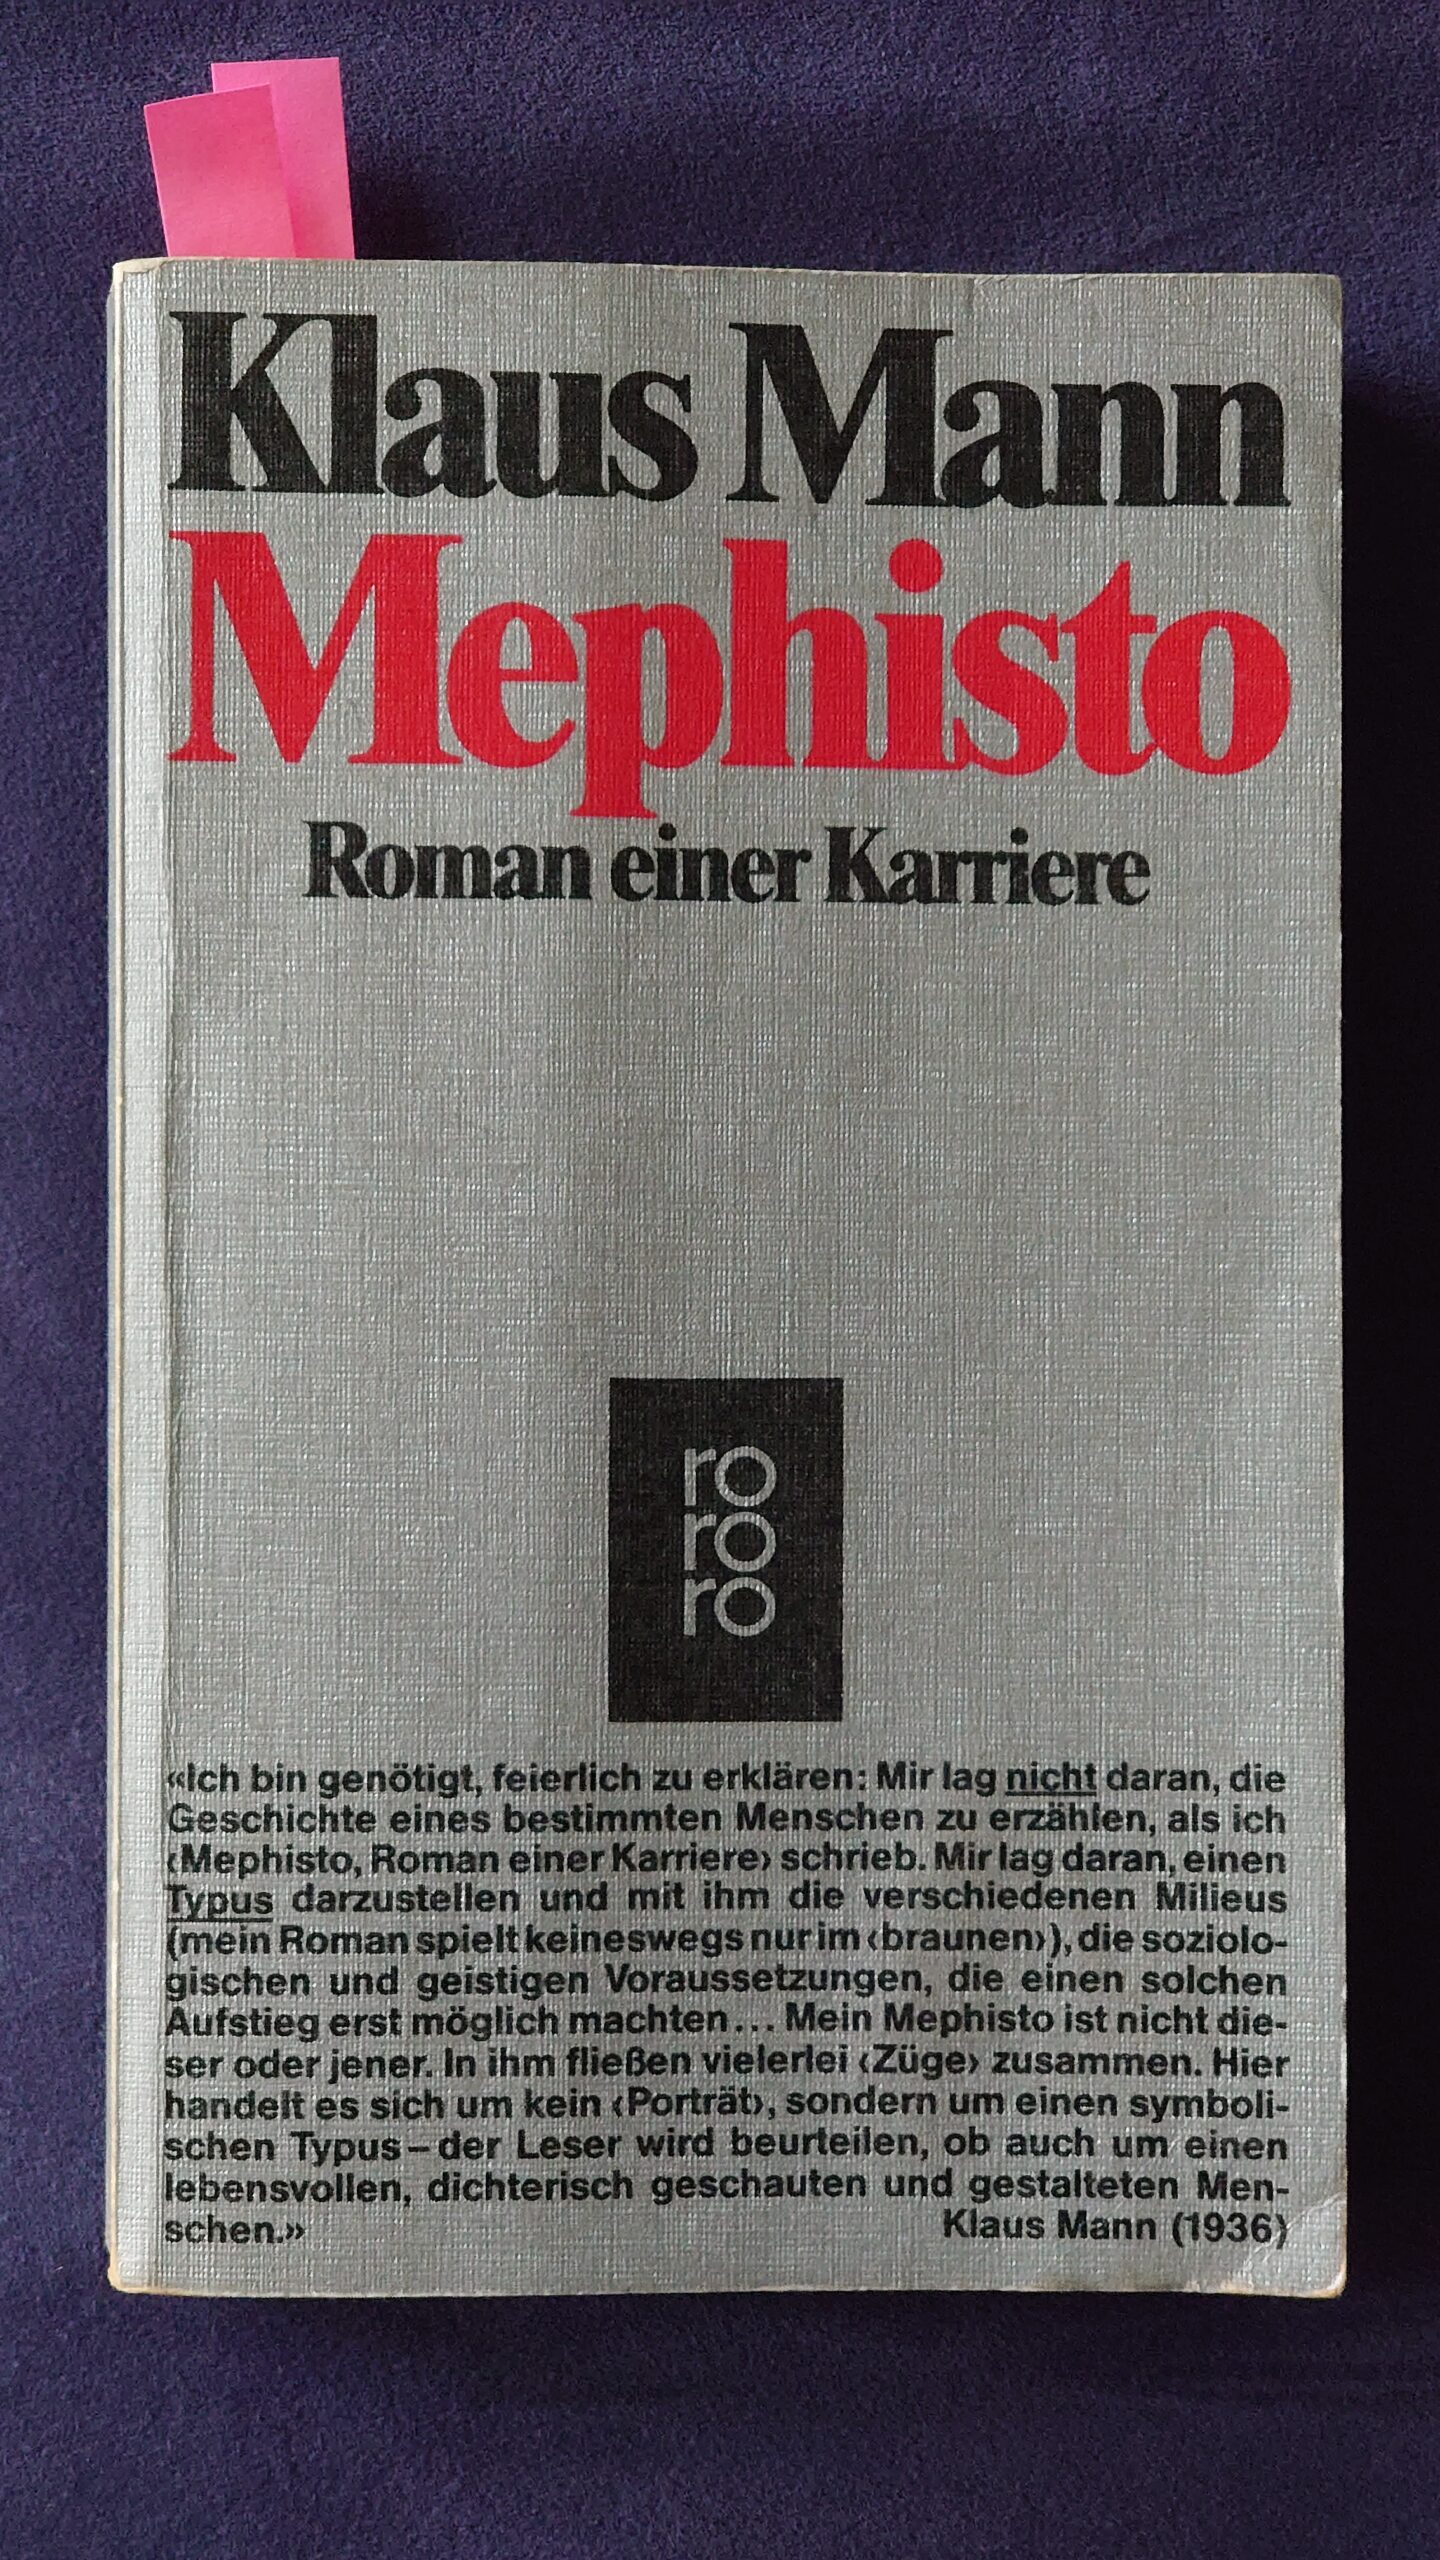 Klaus Mann
Mephisto
Roman einer Karriere
ro
ro
ro
«Ich bin genötigt, feierlich zu erklären: Mir lag nicht daran, die
Geschichte eines bestimmten Menschen zu erzählen, als ich
‹Mephisto, Roman einer Karriere› schrieb. Mir lag daran, einen
Typus darzustellen und mit ihm die verschiedenen Milieus
(mein Roman spielt keineswegs nur im ‹braunen›), die soziolo-
gischen und geistigen Voraussetzungen, die einen solchen
Aufstieg erst möglich machten... Mein Mephisto ist nicht die-
ser oder jener. In ihm fließen vielerlei ‹Züge› zusammen. Hier
handelt es sich um kein ‹Porträt›, sondern um einen symboli-
schen Typus – der Leser wird beurteilen, ob auch um einen
lebensvollen, dichterisch geschauten und gestalteten Men-
schen.» Klaus Mann (1936)